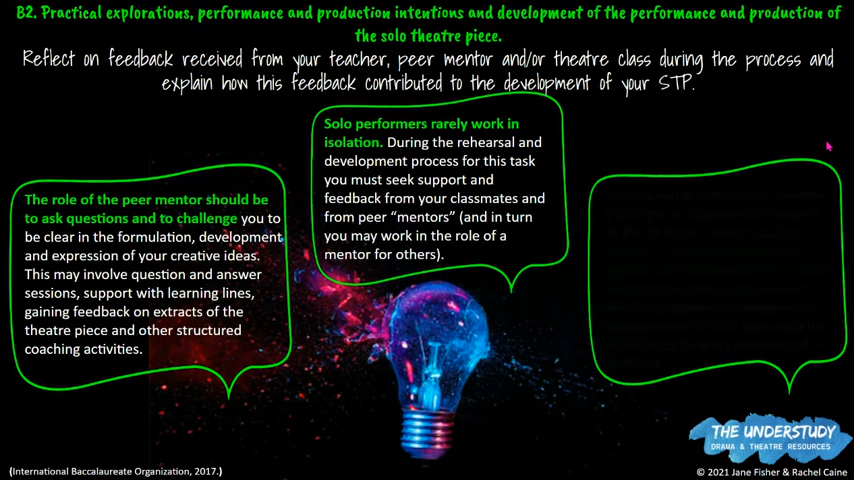 B2. Practical explorations, performance and production intentions and development of the performance and production of
the solo theatre piece.
Reflect on feedback received from your teacher, peer mentor and/or theatre class during the process and
explain how this feedback contributed to the development of your STP.
The role of the peer mentor should be
to ask questions and to challenge you to
be clear in the formulation, development
and expression of your creative ideas.
This may involve question and answer
sessions, support with learning lines,
gaining feedback on extracts of the
theatre piece and other structured
coaching activities.
Solo performers rarely work in
isolation. During the rehearsal and
development process for this task
you must seek support and
feedback from your classmates and
from peer “mentors” (and in turn
you may work in the role of a
mentor for others).
THE UNDERSTUDY
DRAMA & THEATRE RESOURCES
(International Baccalaureate Organization, 2017.)
© 2021 Jane Fisher & Rachel Caine